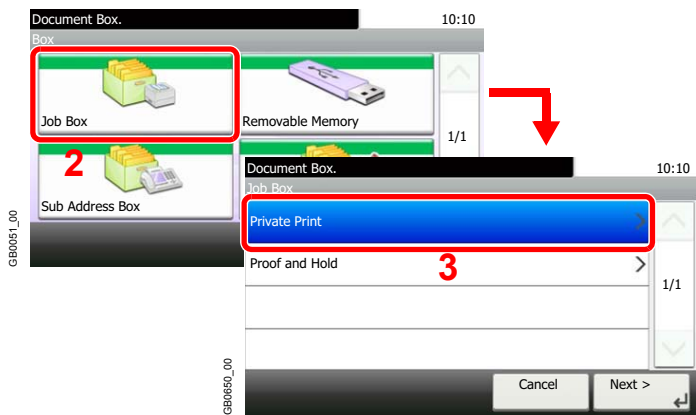 Document Box.
10:10
Box
Job Box
Removable Memory
1/1
2
Sub Address Box
GB0051_00
Document Box.
10:10
Job Box
Private Print
Proof and Hold
3
1/1
Cancel
Next >
GB0650_00